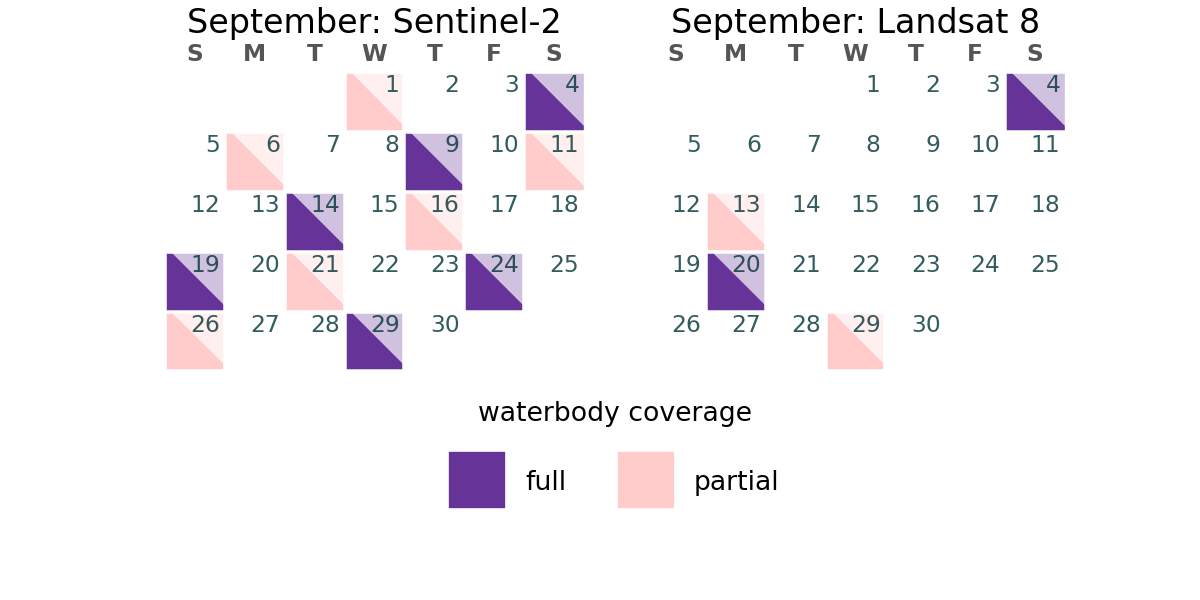 September: Sentinel-2
S M T W T F S
1 2 3 4
5 6 7 8 9 10 11
12 13 14 15 16 17 18
19 20 21 22 23 24 25
26 27 28 29 30
September: Landsat 8
S M T W T F S
1 2 3 4
5 6 7 8 9 10 11
12 13 14 15 16 17 18
19 20 21 22 23 24 25
26 27 28 29 30
waterbody coverage
full partial